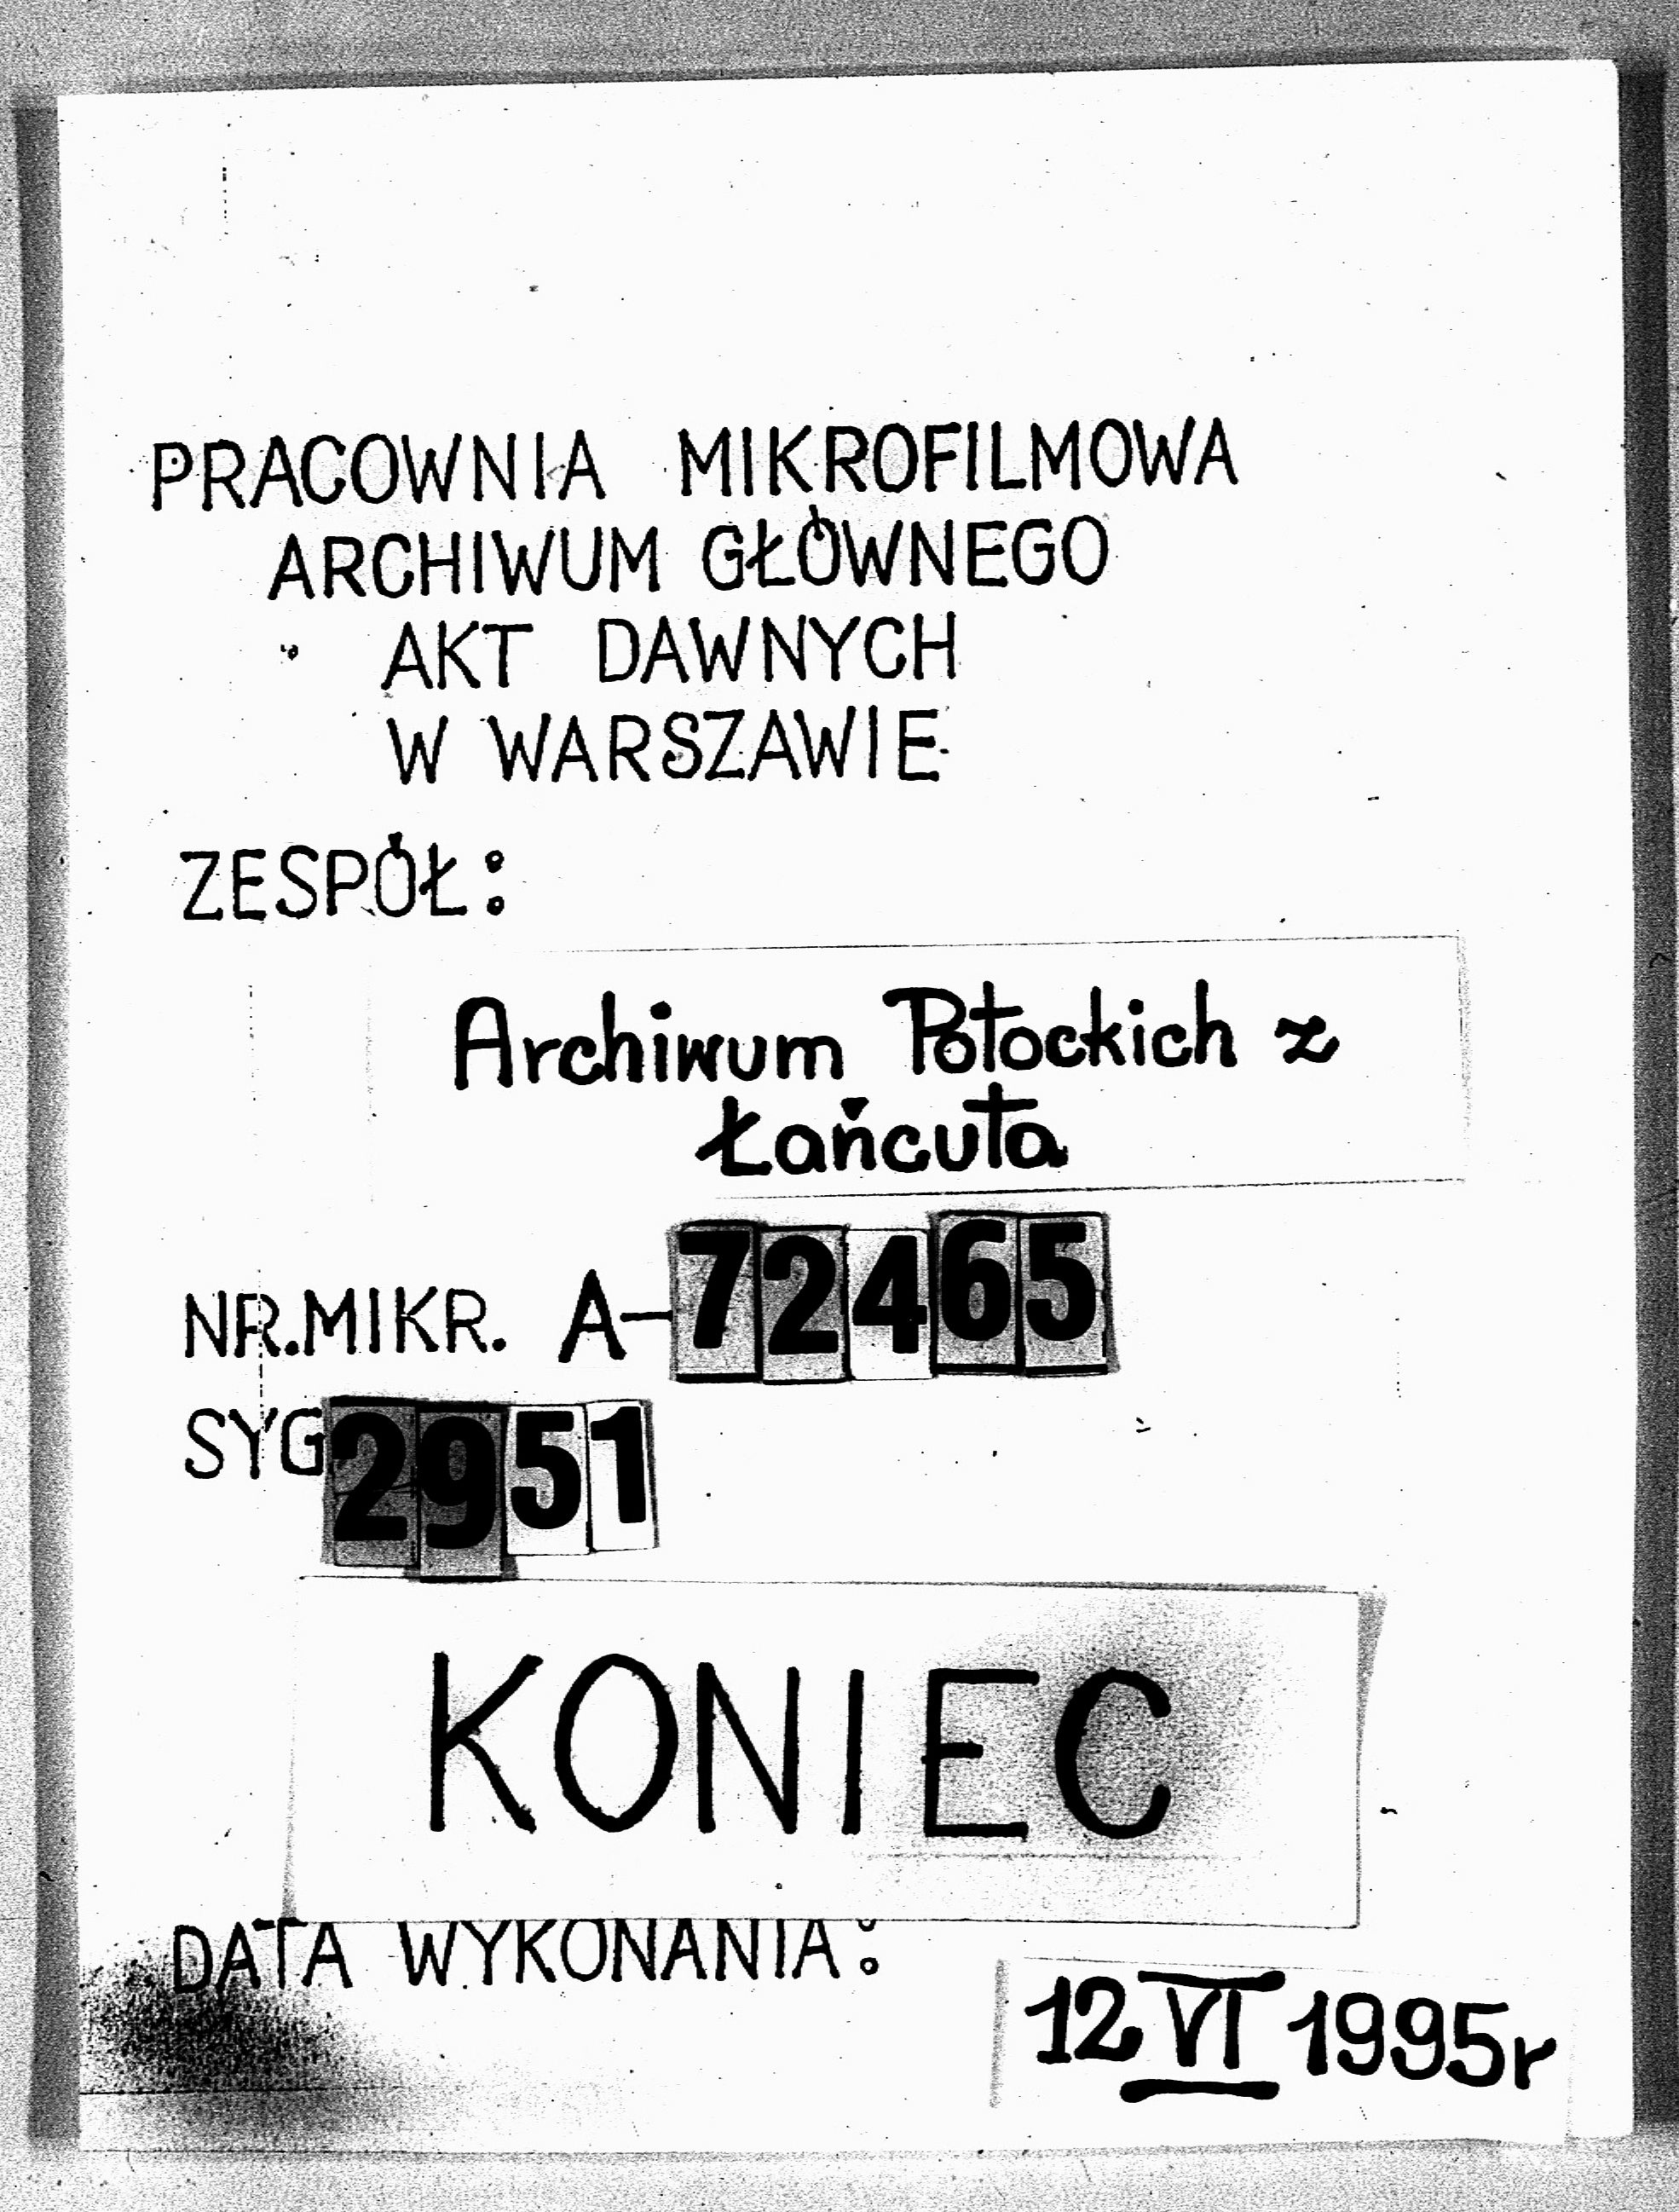 PRACOWNIA MIKROFILMOWA
ARCHIWUM GŁÓWNEGO
AKT DAWNYCH
W WARSZAWIE
ZESPÓŁ:
Archiwum Potockich z
Łańcuta
NR.MIKR. A-72465
SYG 2951
KONIEC
DATA WYKONANIA:
12 VI 1995r